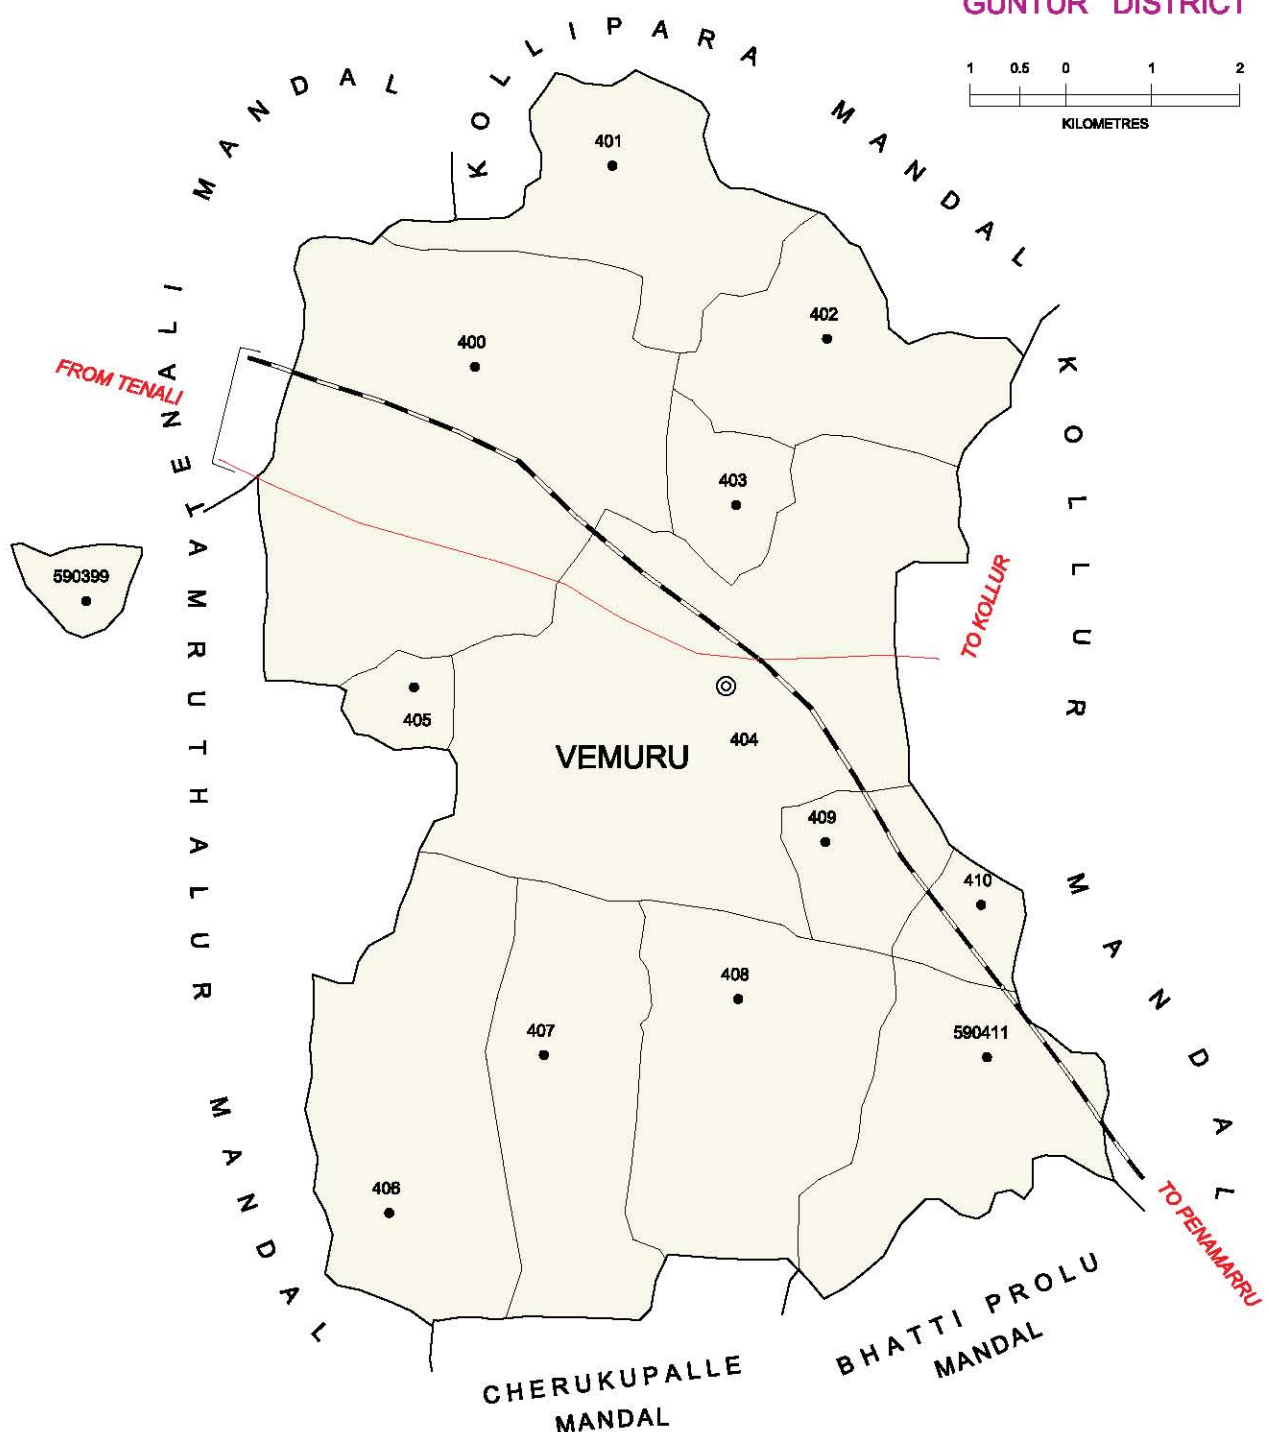 GUNTUR DISTRICT
1 0.5 0 1 2
KILOMETRES
KOLLIPARA MANDAL
TENALI MANDAL
401
402
400
FROM TENALI
403
590399
TO KOLLUR
405
404
VEMURU
409
410
408
407
590411
406
KOLLUR MANDAL
AMRUTHALUR MANDAL
TO PENAMARRU
BHATTI PROLU
MANDAL
CHERUKUPALLE
MANDAL